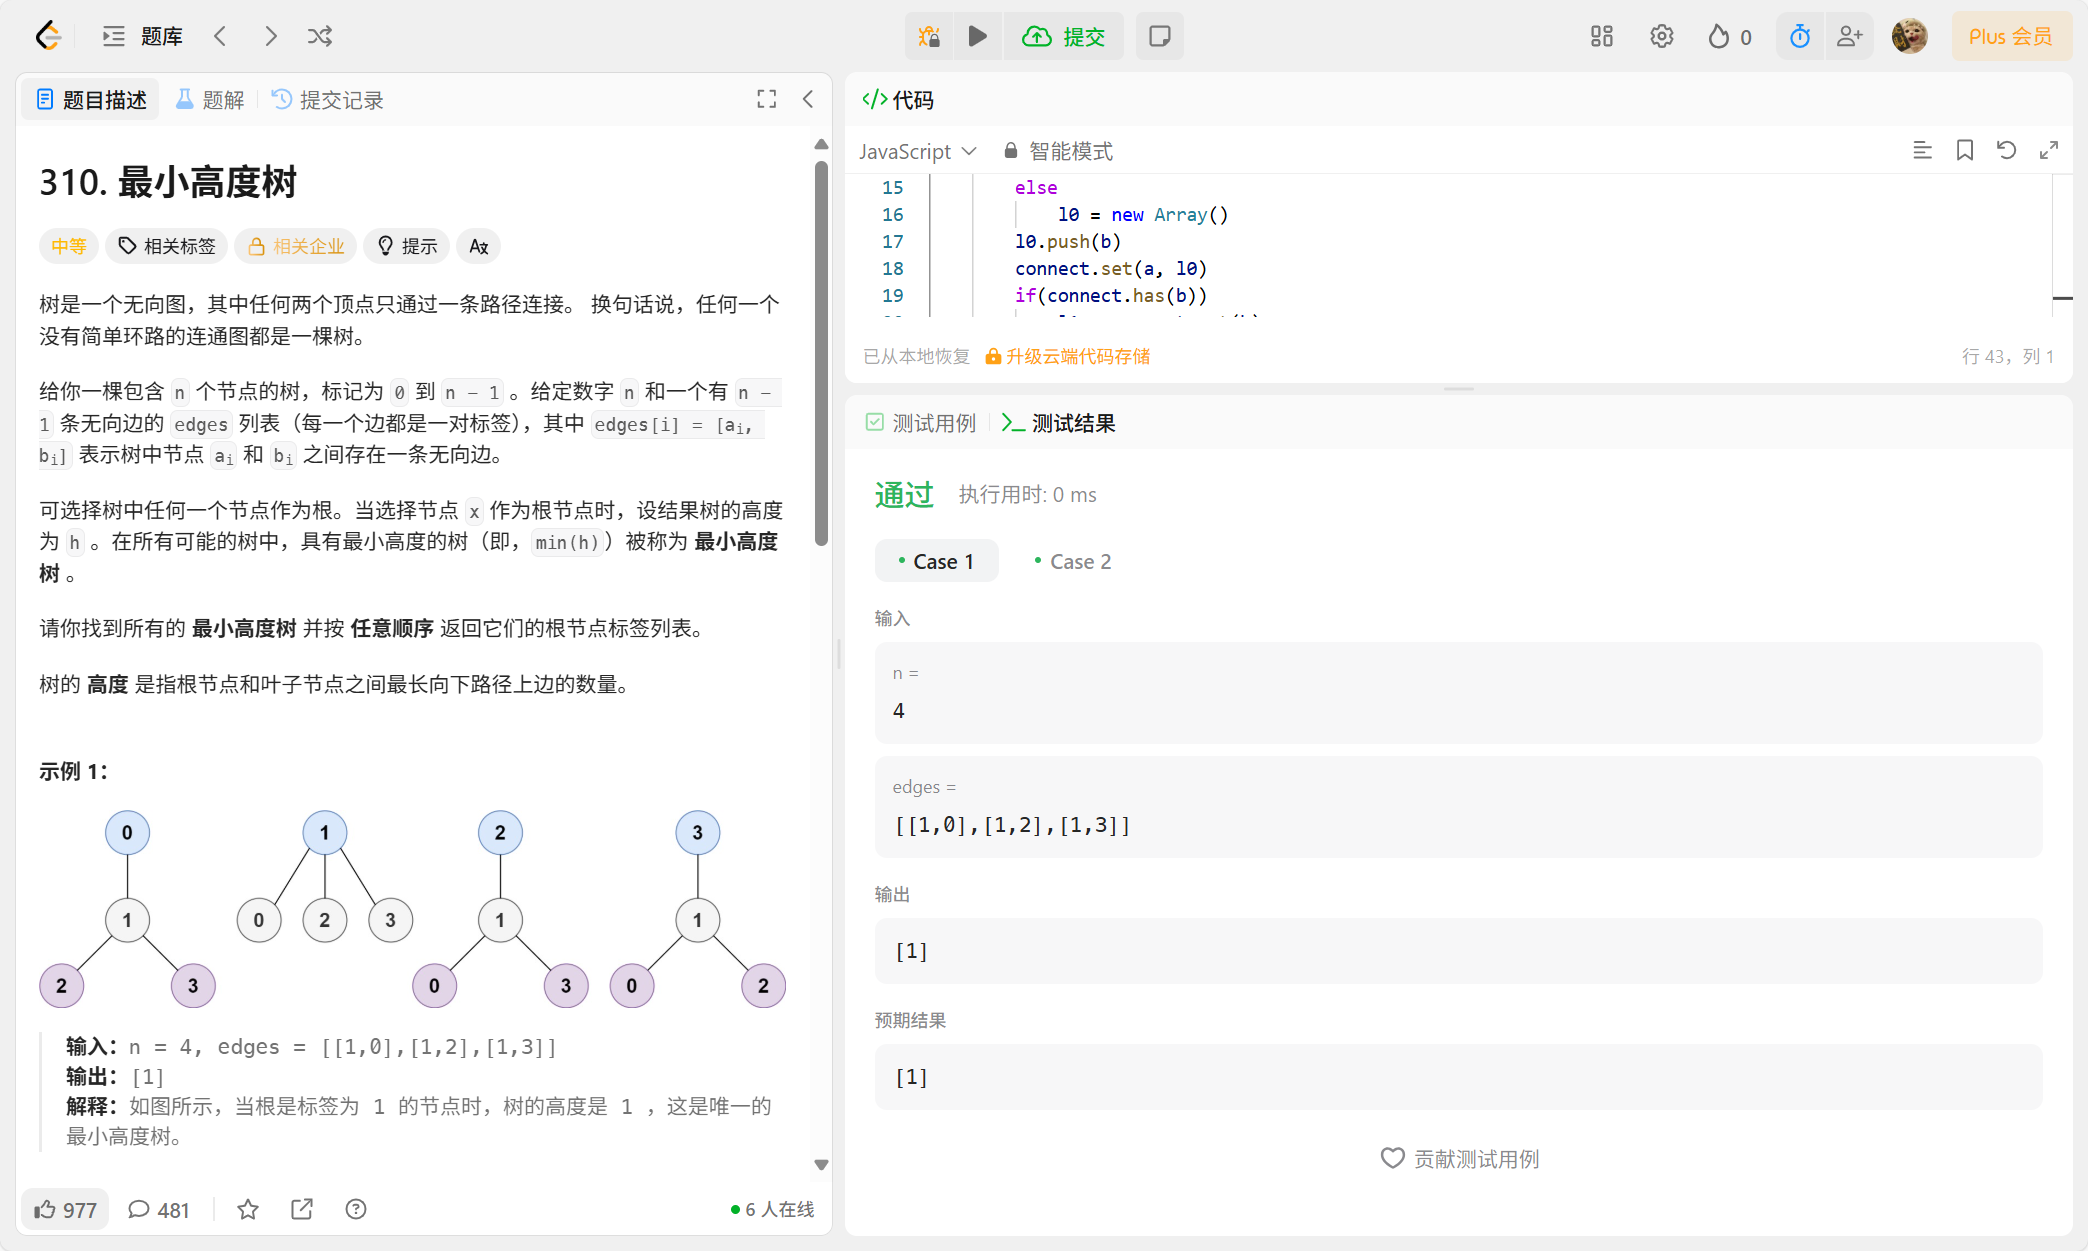 题库
提交
0
Plus 会员
题目描述
题解
提交记录
310. 最小高度树
中等
相关标签
相关企业
提示
树是一个无向图，其中任何两个顶点只通过一条路径连接。 换句话说，任何一个
没有简单环路的连通图都是一棵树。
给你一棵包含 n 个节点的树，标记为 0 到 n - 1 。给定数字 n 和一个有 n -
1 条无向边的 edges 列表（每一个边都是一对标签），其中 edges[i] = [ai,
bi] 表示树中节点 ai 和 bi 之间存在一条无向边。
可选择树中任何一个节点作为根。当选择节点 x 作为根节点时，设结果树的高度
为 h 。在所有可能的树中，具有最小高度的树（即，min(h)）被称为 最小高度
树 。
请你找到所有的 最小高度树 并按 任意顺序 返回它们的根节点标签列表。
树的 高度 是指根节点和叶子节点之间最长向下路径上边的数量。
示例 1：
0 1 2 3
1 0 2 3 1 1
2 3 0 3 0 2
输入：n = 4, edges = [[1,0],[1,2],[1,3]]
输出：[1]
解释：如图所示，当根是标签为 1 的节点时，树的高度是 1 ，这是唯一的
最小高度树。
977
481
6 人在线
</> 代码
JavaScript
智能模式
15 else
16 l0 = new Array()
17 l0.push(b)
18 connect.set(a, l0)
19 if(connect.has(b))
已从本地恢复
升级云端代码存储
行 43，列 1
测试用例
测试结果
通过
执行用时: 0 ms
Case 1
Case 2
输入
n =
4
edges =
[[1,0],[1,2],[1,3]]
输出
[1]
预期结果
[1]
贡献测试用例